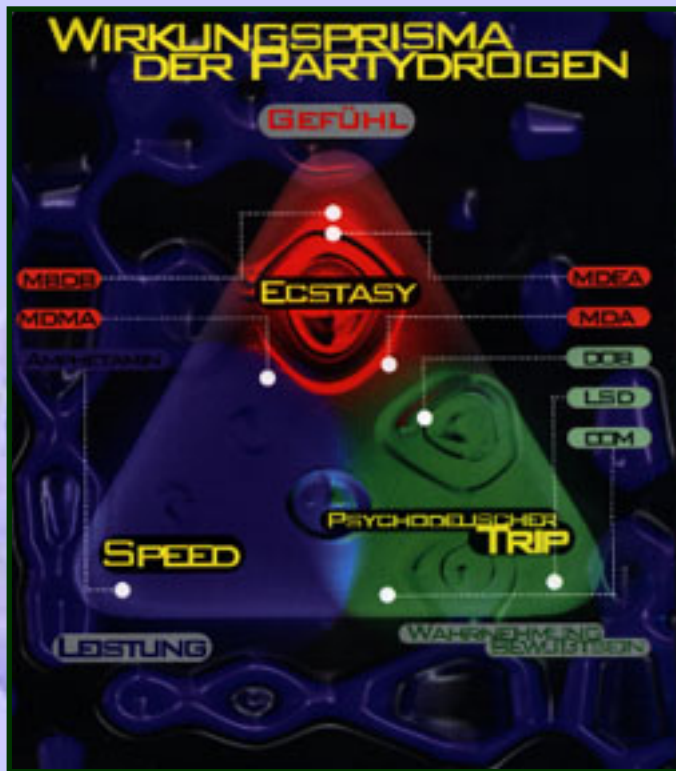 WIRKUNGSPRISMA
DER PARTYDROGEN
GEFÜHL
MBDB
MDEA
ECSTASY
MDMA
MDA
AMPHETAMIN
DOB
LSD
DOM
PSYCHODELISCHER
TRIP
SPEED
LEISTUNG
WAHRNEHMUNG
BEWUßTSEIN